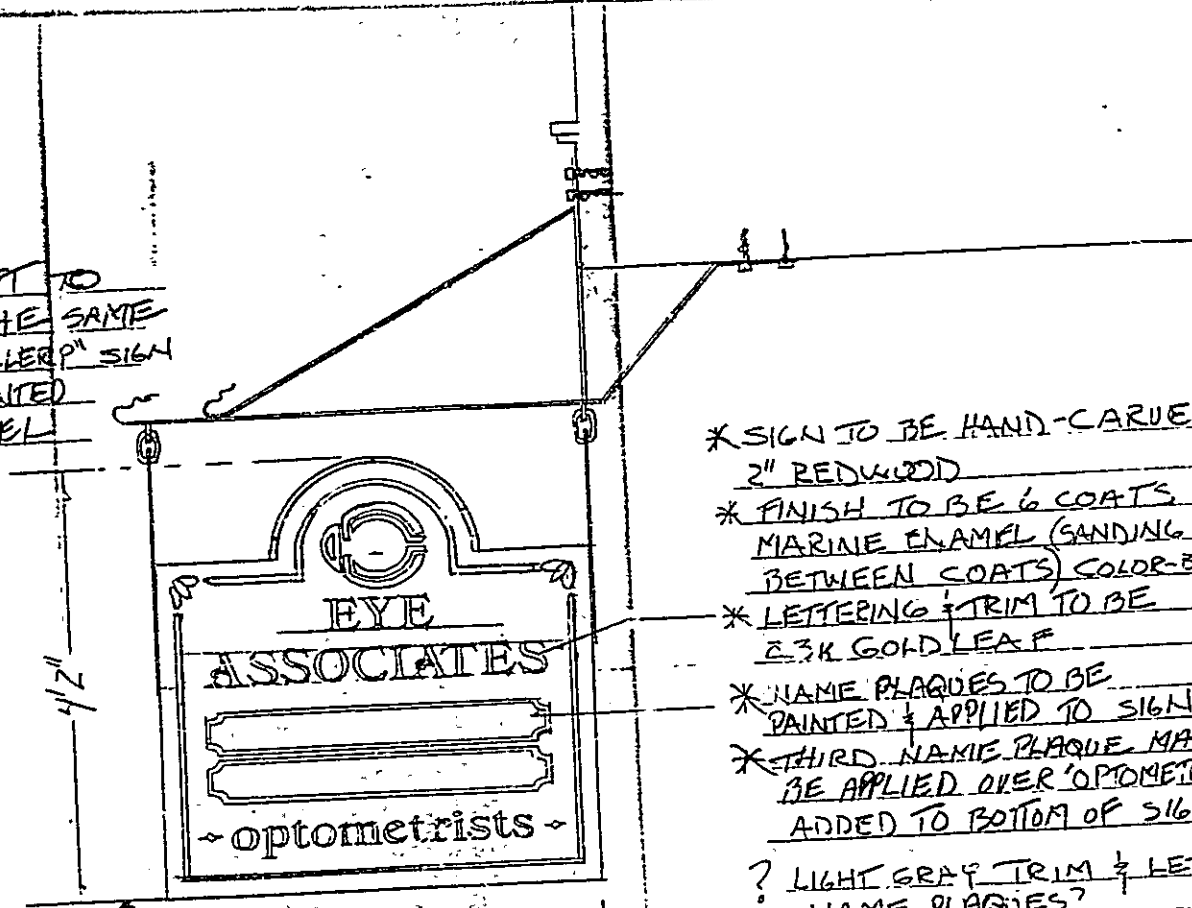 TO
SAME
SIGN
4'2"
EYE
ASSOCIATES
optometrists
* SIGN TO BE HAND-CARVE
2" REDWOOD
* FINISH TO BE 6 COATS
MARINE ENAMEL (SANDING
BETWEEN COATS) COLOR-
* LETTERING & TRIM TO BE
23K GOLD LEAF
* NAME PLAQUES TO BE
PAINTED & APPLIED TO SIGN
* THIRD NAME PLAQUE MA
BE APPLIED OVER "OPTOMET
ADDED TO BOTTOM OF SIG
? LIGHT GRAY TRIM & LE
NAME PLAQUES?